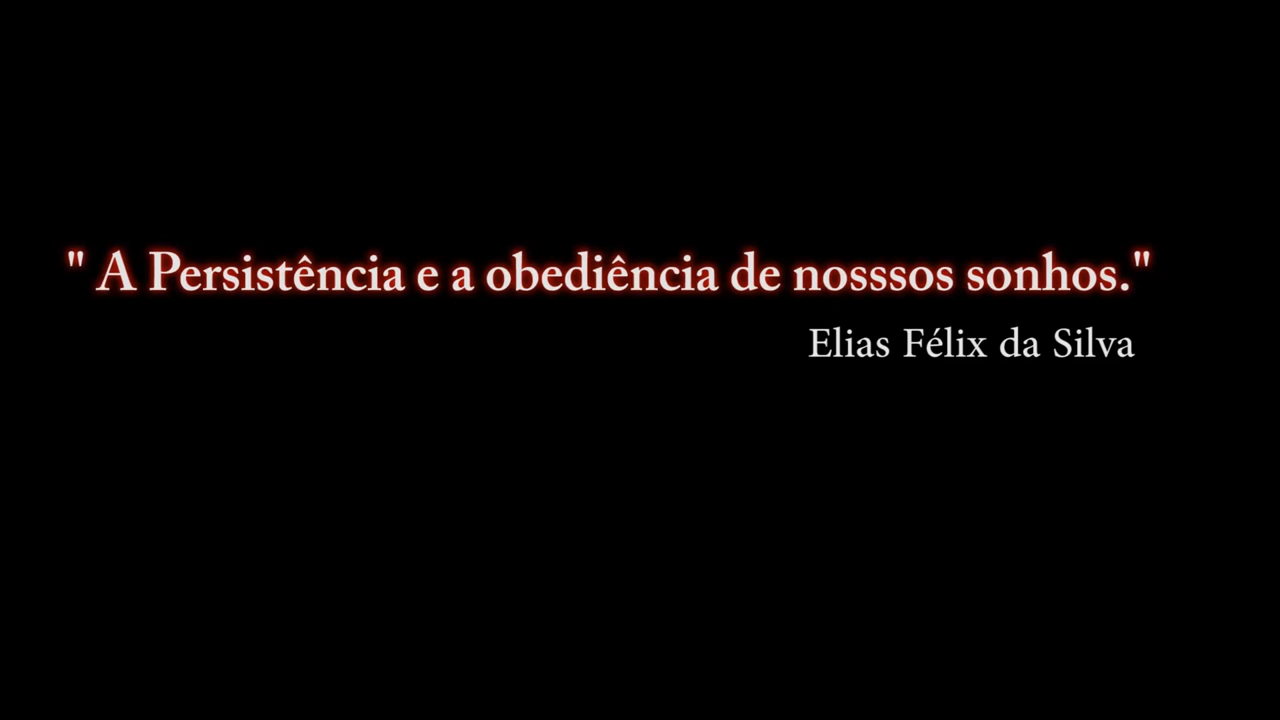 " A Persistência e a obediência de nosssos sonhos."
Elias Félix da Silva